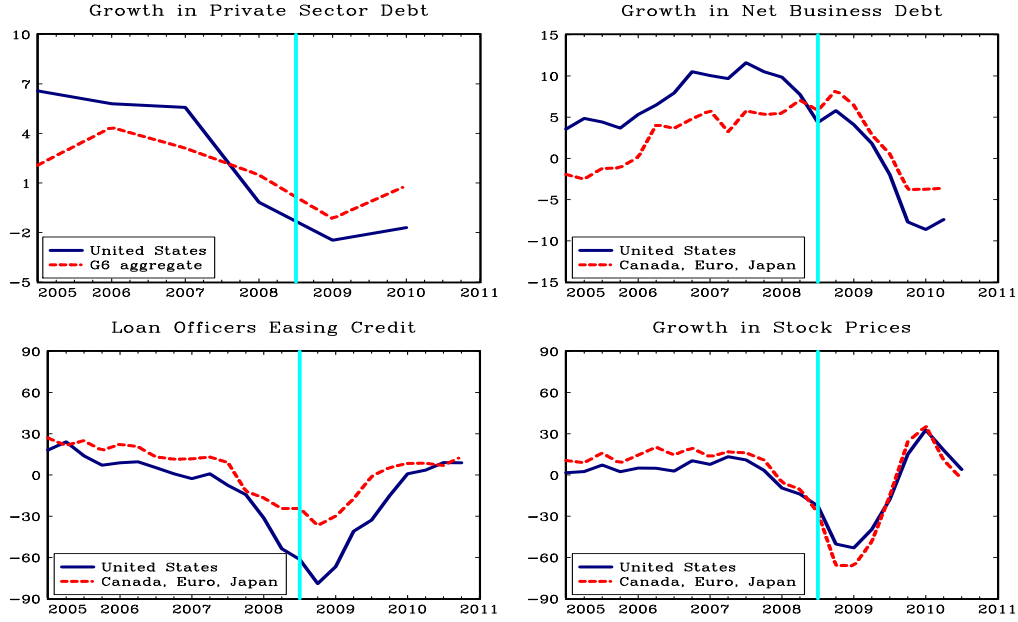 Growth in Private Sector Debt
10
7
4
1
−2
−5
United States
G6 aggregate
2005 2006 2007 2008 2009 2010 2011
Growth in Net Business Debt
15
10
5
0
−5
−10
−15
United States
Canada, Euro, Japan
2005 2006 2007 2008 2009 2010 2011
Loan Officers Easing Credit
90
60
30
0
−30
−60
−90
United States
Canada, Euro, Japan
2005 2006 2007 2008 2009 2010 2011
Growth in Stock Prices
90
60
30
0
−30
−60
−90
United States
Canada, Euro, Japan
2005 2006 2007 2008 2009 2010 2011